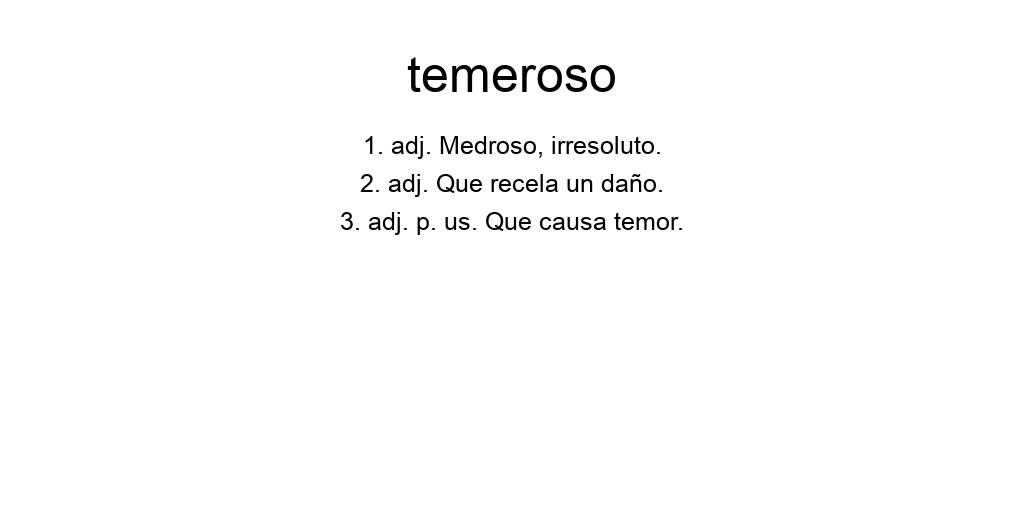 temeroso
1. adj. Medroso, irresoluto.
2. adj. Que recela un daño.
3. adj. p. us. Que causa temor.